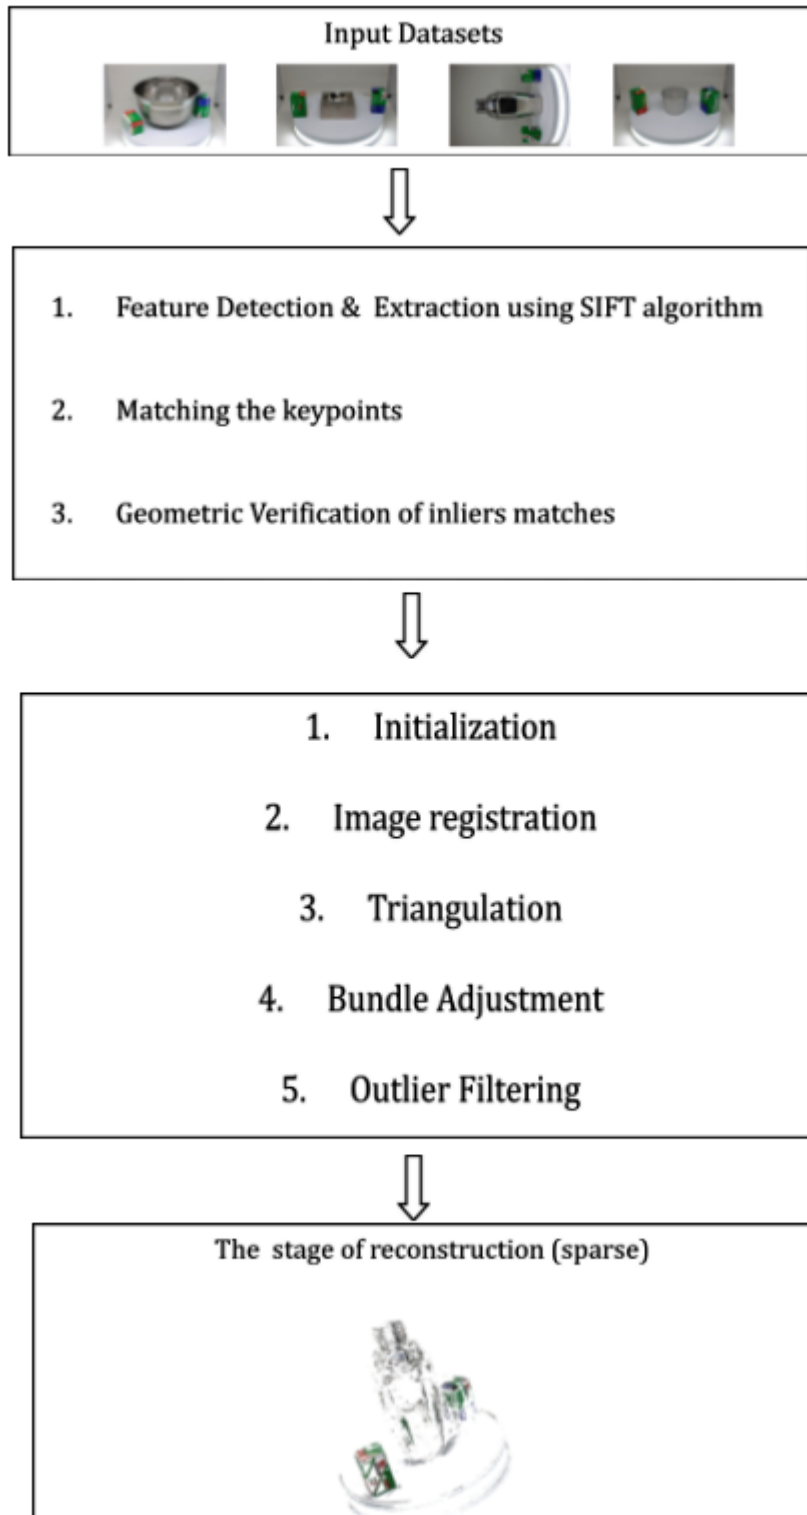 Input Datasets
1. Feature Detection & Extraction using SIFT algorithm
2. Matching the keypoints
3. Geometric Verification of inliers matches
1. Initialization
2. Image registration
3. Triangulation
4. Bundle Adjustment
5. Outlier Filtering
The stage of reconstruction (sparse)